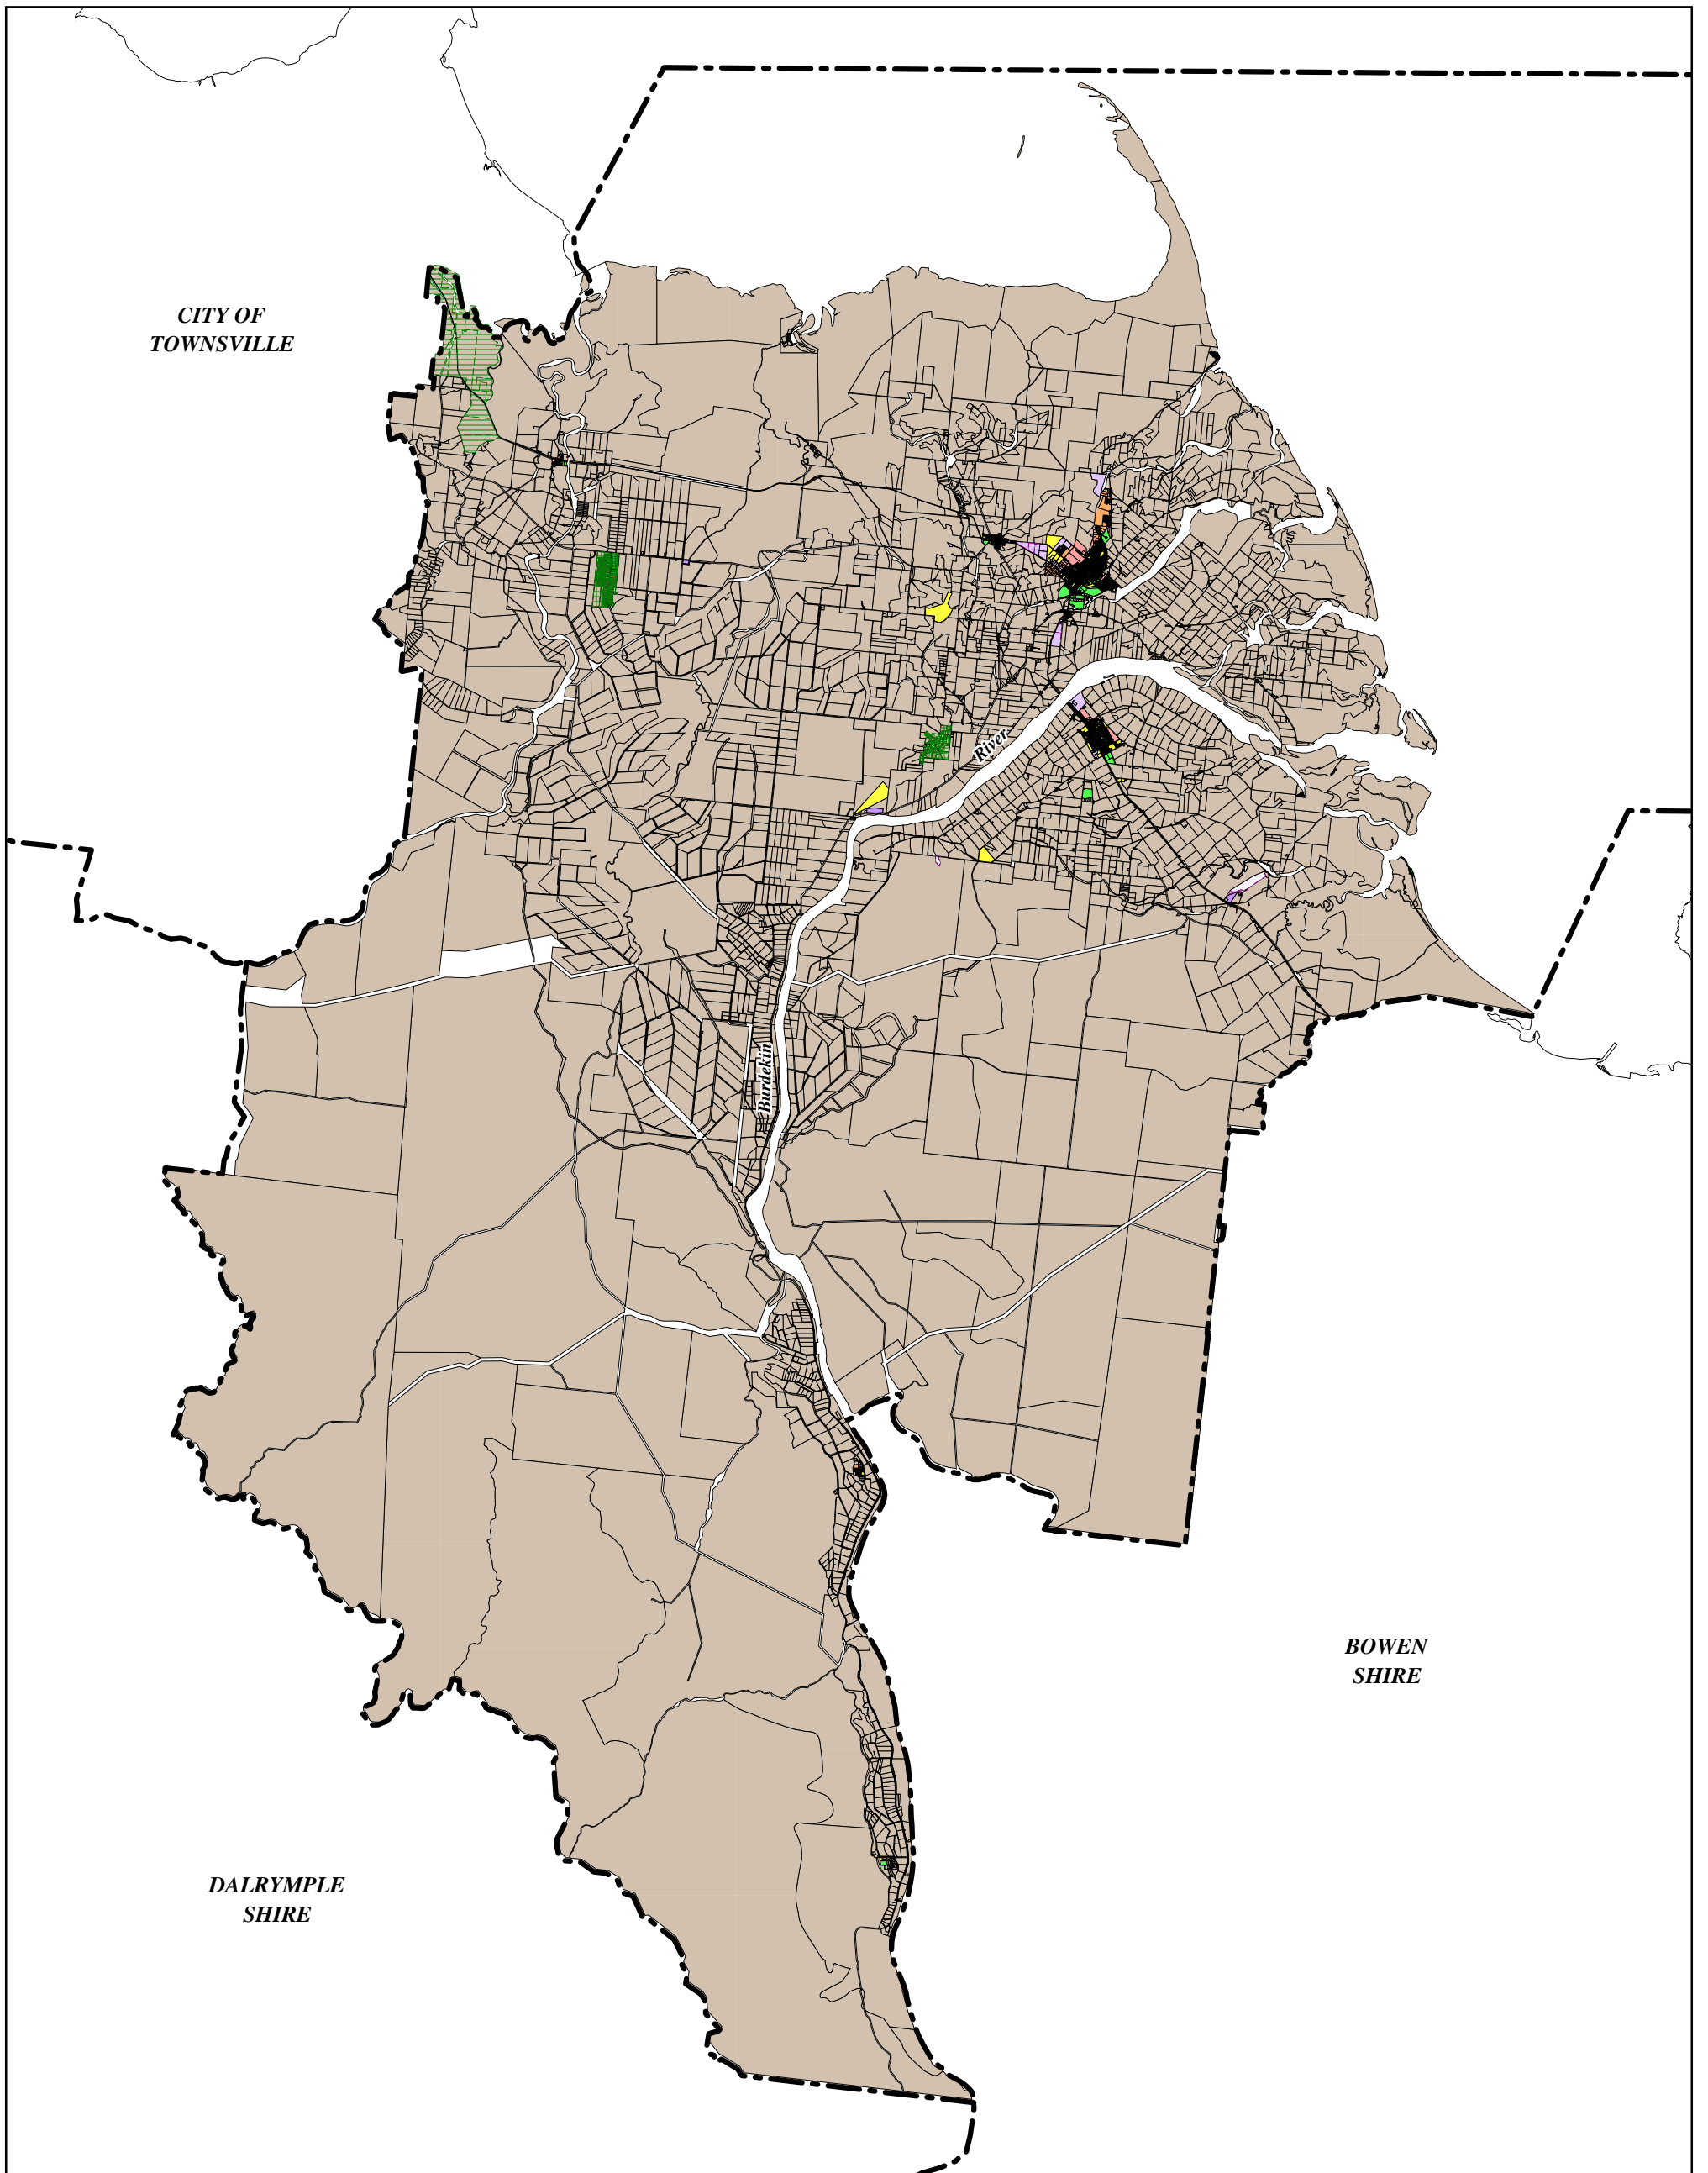 CITY OF
TOWNSVILLE
River
Burdekin
BOWEN
SHIRE
DALRYMPLE
SHIRE